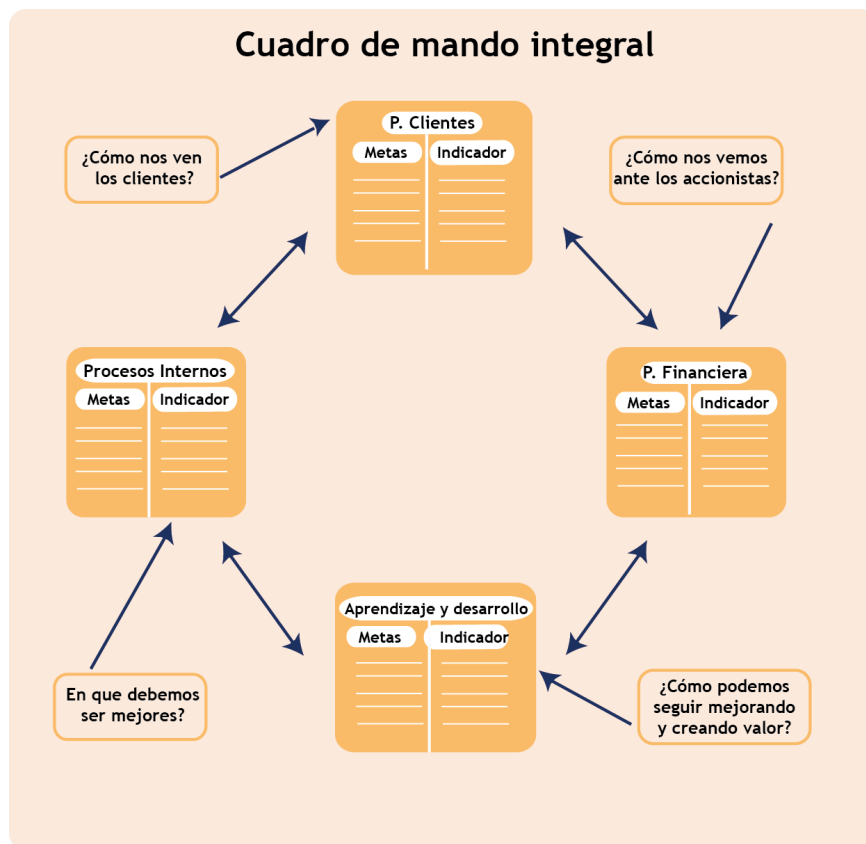 Cuadro de mando integral
¿Cómo nos ven
los clientes?
P. Clientes
Metas Indicador
¿Cómo nos vemos
ante los accionistas?
Procesos Internos
Metas Indicador
P. Financiera
Metas Indicador
Aprendizaje y desarrollo
Metas Indicador
En que debemos
ser mejores?
¿Cómo podemos
seguir mejorando
y creando valor?